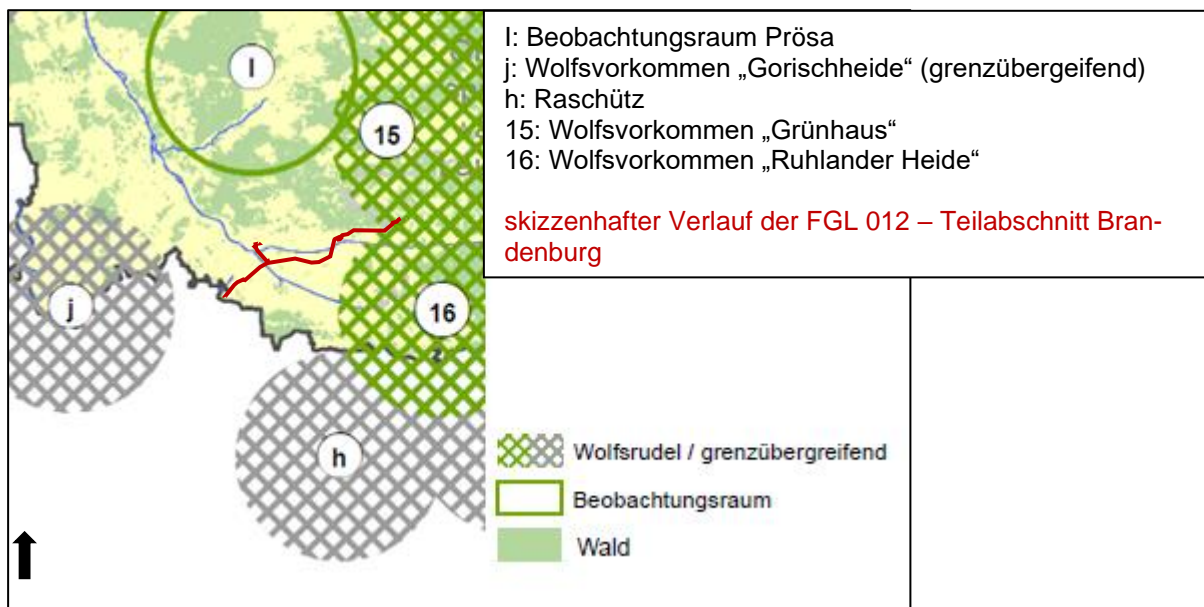 I: Beobachtungsraum Prösa
j: Wolfsvorkommen „Gorischheide“ (grenzübergeifend)
h: Raschütz
15: Wolfsvorkommen „Grünhaus“
16: Wolfsvorkommen „Ruhlander Heide“
skizzenhafter Verlauf der FGL 012 – Teilabschnitt Bran-
denburg
I
15
j
16
h
Wolfsrudel / grenzübergreifend
Beobachtungsraum
Wald